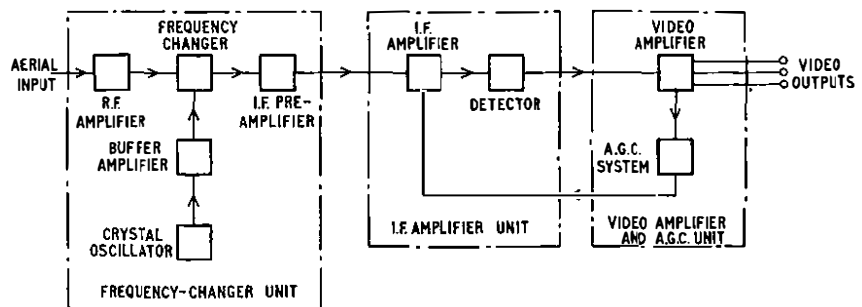 AERIAL
INPUT
R.F.
AMPLIFIER
FREQUENCY
CHANGER
I.F. PRE-
AMPLIFIER
BUFFER
AMPLIFIER
CRYSTAL
OSCILLATOR
FREQUENCY-CHANGER UNIT
I.F.
AMPLIFIER
DETECTOR
I.F. AMPLIFIER UNIT
VIDEO
AMPLIFIER
A.G.C.
SYSTEM
VIDEO AMPLIFIER
AND A.G.C. UNIT
VIDEO
OUTPUTS